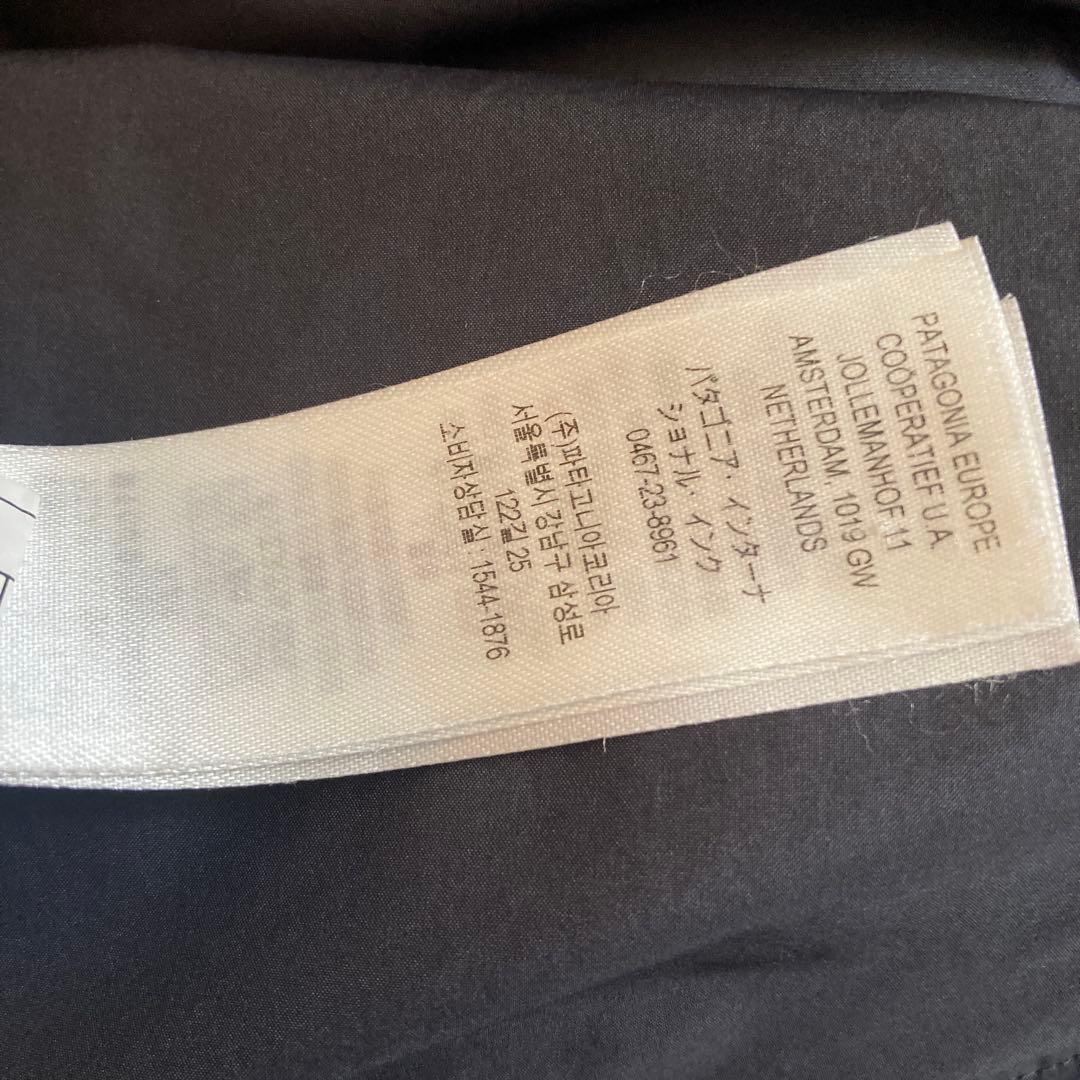 PATAGONIA EUROPE
COÖPERATIEF U.A.
JOLLEMANHOF 11
AMSTERDAM, 1019 GW
NETHERLANDS
パタゴニア・インターナ
ショナル・インク
0467-23-8961
(주)파타고니아코리아
서울특별시 강남구 삼성로
122길 25
소비자상담실 : 1544-1876